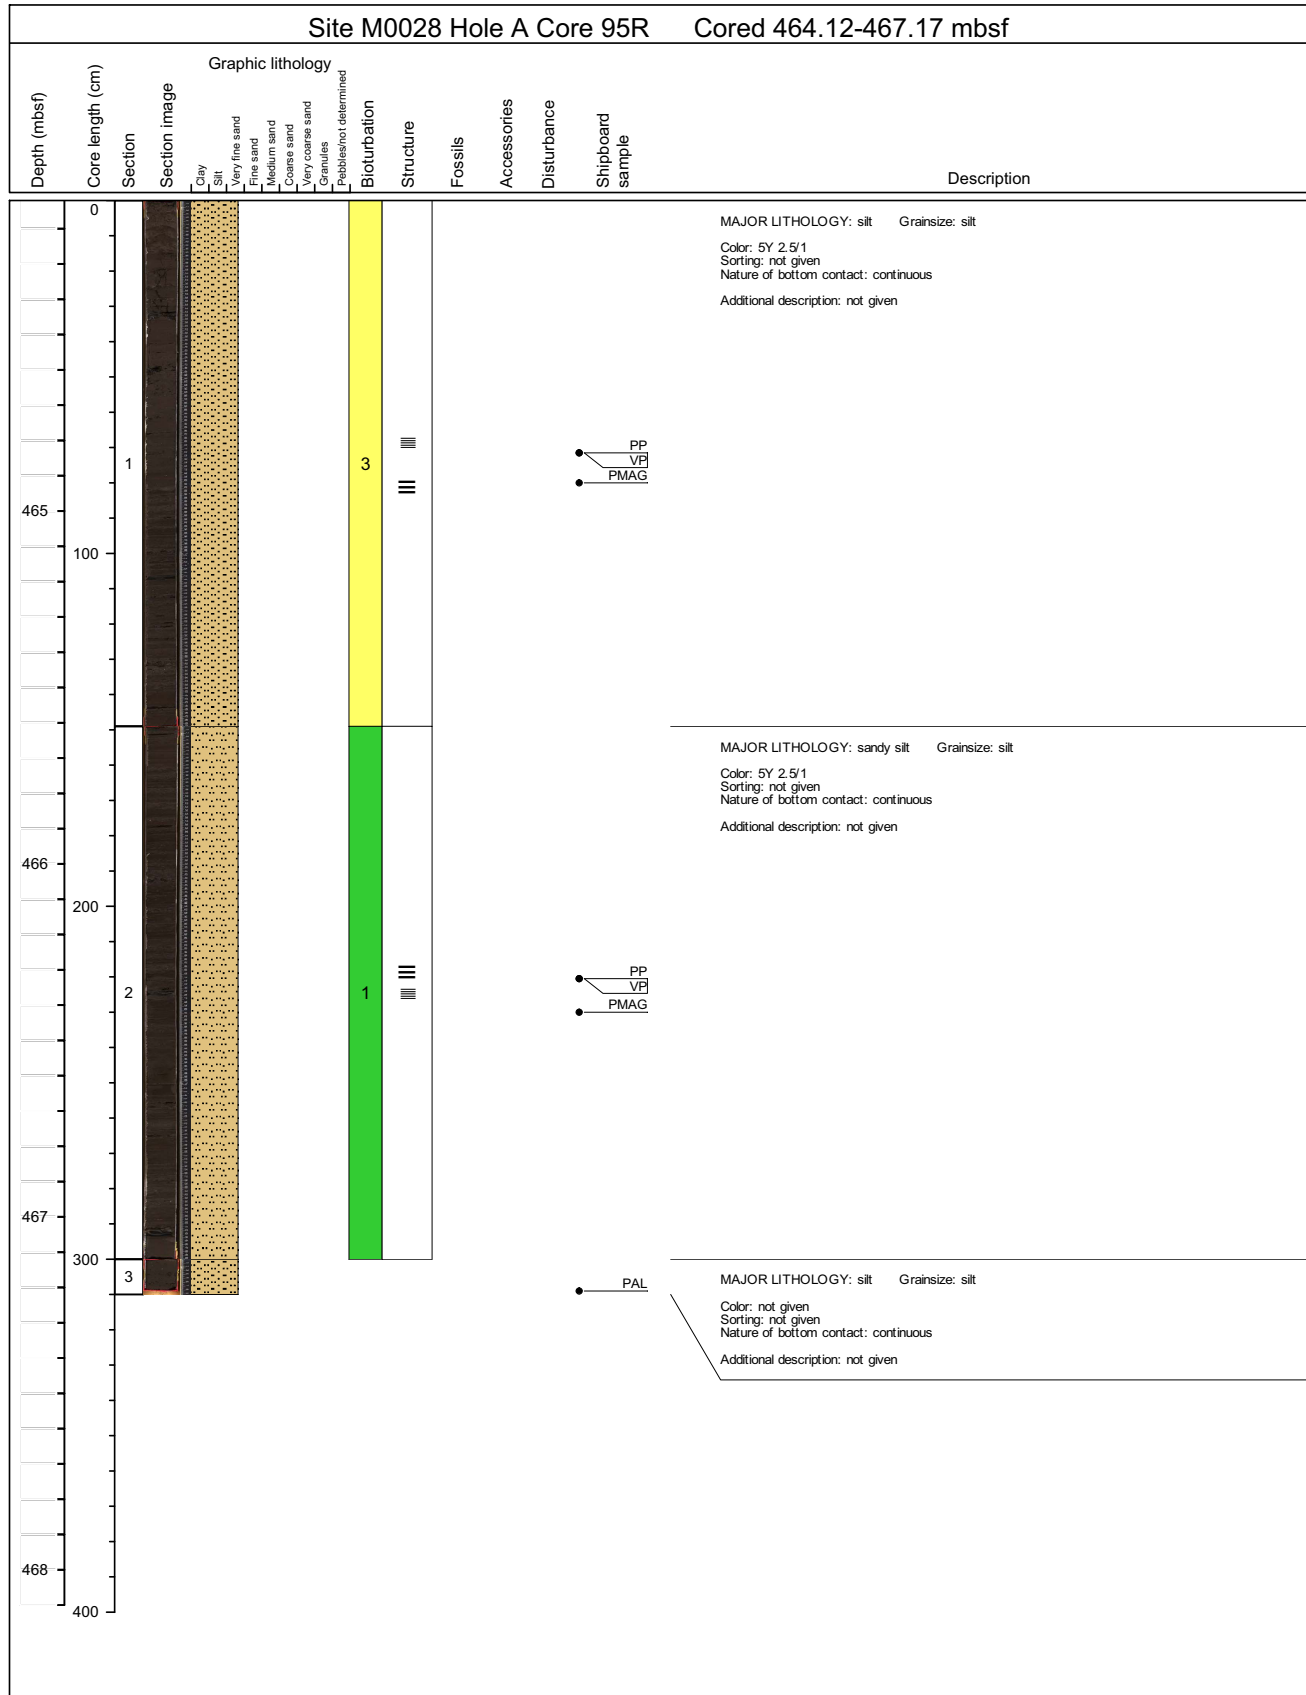 Site M0028 Hole A Core 95R Cored 464.12-467.17 mbsf
Graphic lithology
Depth (mbsf)
Core length (cm)
Section
Section image
Clay
Silt
Very fine sand
Fine sand
Medium sand
Coarse sand
Very coarse sand
Granules
Pebbles/not determined
Bioturbation
Structure
Fossils
Accessories
Disturbance
Shipboard
sample
Description
0
MAJOR LITHOLOGY: silt Grainsize: silt
Color: 5Y 2.5/1
Sorting: not given
Nature of bottom contact: continuous
Additional description: not given
PP
VP
1
3
PMAG
465
100
MAJOR LITHOLOGY: sandy silt Grainsize: silt
Color: 5Y 2.5/1
Sorting: not given
Nature of bottom contact: continuous
Additional description: not given
466
200
PP
VP
2
1
PMAG
467
300
3
PAL
MAJOR LITHOLOGY: silt Grainsize: silt
Color: not given
Sorting: not given
Nature of bottom contact: continuous
Additional description: not given
468
400